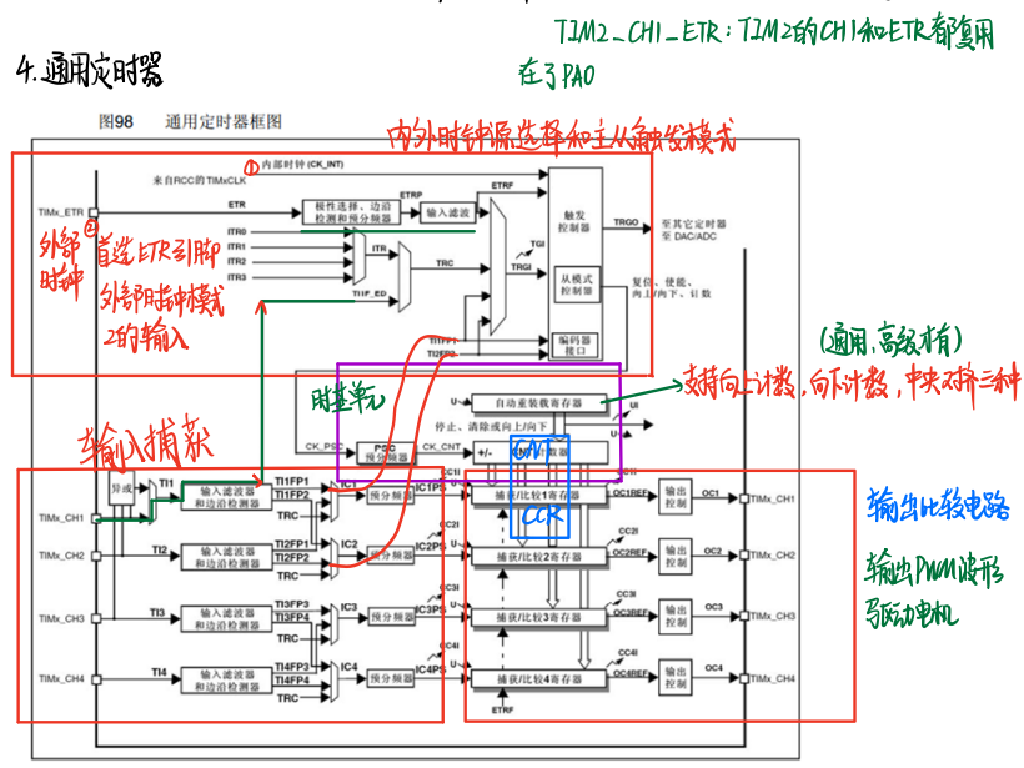 TIM2_CH1_ETR:TIM2的CH1和ETR都复用
在了PA0
4.通用定时器
图98 通用定时器框图
内外时钟源选择和主从触发模式
① 内部时钟(CK_INT)
来自RCC的TIMxCLK
TIMx_ETR
ETR
极性选择、边沿
检测和预分频器
ETRP
输入滤波
ETRF
触发
控制器
TRGO
至其它定时器
至 DAC/ADC
② 外部
时钟
首选ETR引脚
外部时钟模式
2的输入
ITR0
ITR1
ITR2
ITR3
ITR
TI1F_ED
TRC
TGI
TRGI
从模式
控制器
复位、使能、
向上/向下、计数
TI1FP1
TI2FP2
编码器
接口
(通用,高级才有)
时基单元
U
自动重装载寄存器
支持向上计数,向下计数,中央对齐三种
停止、清除或向上/向下
UI
U
CK_PSC
PSC
预分频器
CK_CNT
+/-
CNT
计数器
输入捕获
异或
TI1
TIMx_CH1
输入滤波器
和边沿检测器
TI1FP1
TI1FP2
TRC
IC1
预分频器
CC1I
IC1PS
U
捕获/比较1寄存器
CCR
CC1I
OC1REF
输出
控制
OC1
TIMx_CH1
输出比较电路
TIMx_CH2
TI2
输入滤波器
和边沿检测器
TI2FP1
TI2FP2
TRC
IC2
预分频器
CC2I
IC2PS
U
捕获/比较2寄存器
CC2I
OC2REF
输出
控制
OC2
TIMx_CH2
输出PWM波形
驱动电机
TIMx_CH3
TI3
输入滤波器
和边沿检测器
TI3FP3
TI3FP4
TRC
IC3
预分频器
CC3I
IC3PS
U
捕获/比较3寄存器
CC3I
OC3REF
输出
控制
OC3
TIMx_CH3
TIMx_CH4
TI4
输入滤波器
和边沿检测器
TI4FP3
TI4FP4
TRC
IC4
预分频器
CC4I
IC4PS
U
捕获/比较4寄存器
CC4I
OC4REF
输出
控制
OC4
TIMx_CH4
ETRF